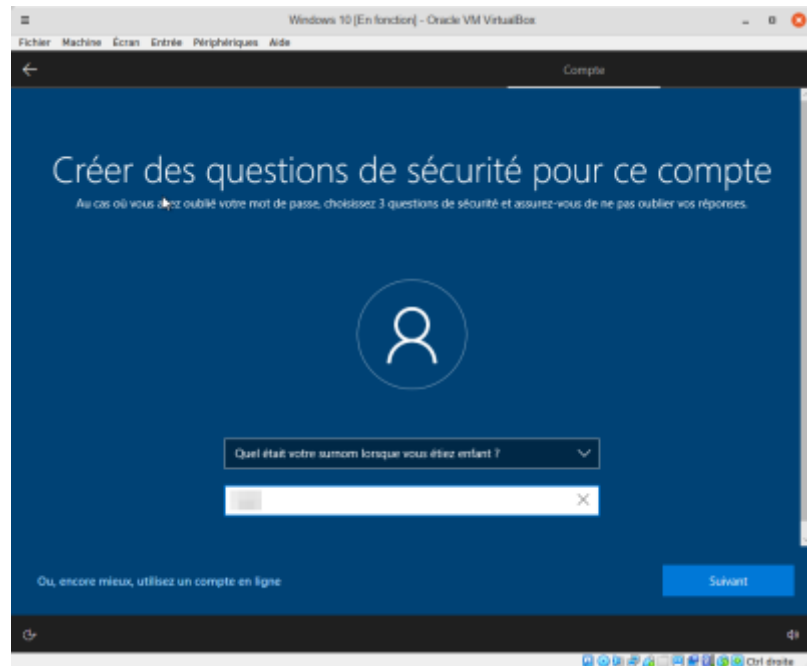 Windows 10 [En fonction] - Oracle VM VirtualBox
Fichier Machine Écran Entrée Périphériques Aide
Compte
Créer des questions de sécurité pour ce compte
Au cas où vous avez oublié votre mot de passe, choisissez 3 questions de sécurité et assurez-vous de ne pas oublier vos réponses.
Quel était votre surnom lorsque vous étiez enfant ?
Ou, encore mieux, utilisez un compte en ligne
Suivant
Ctrl droite